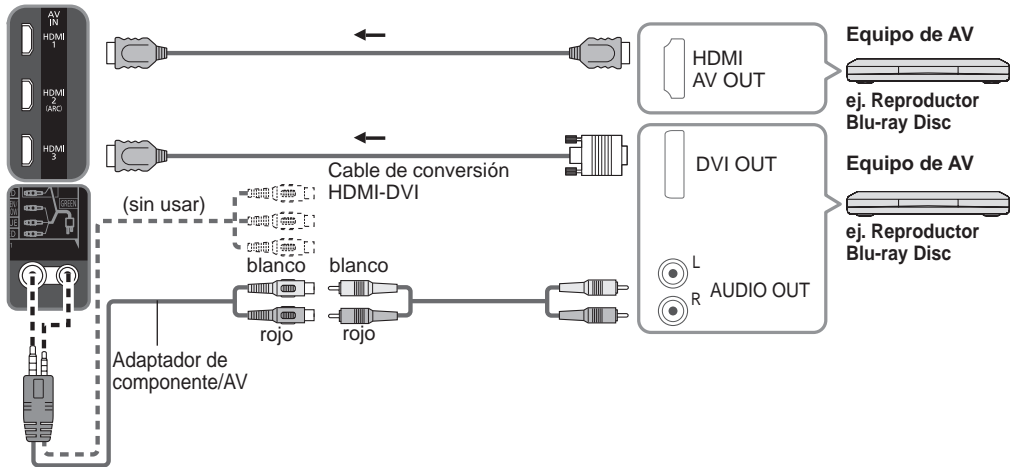 AV
IN
HDMI
1
HDMI
2
(ARC)
HDMI
3
HDMI
AV OUT
Equipo de AV
ej. Reproductor
Blu-ray Disc
Cable de conversión
HDMI-DVI
DVI OUT
Equipo de AV
ej. Reproductor
Blu-ray Disc
GREEN
(sin usar)
blanco
blanco
L
R
AUDIO OUT
rojo
rojo
Adaptador de
componente/AV